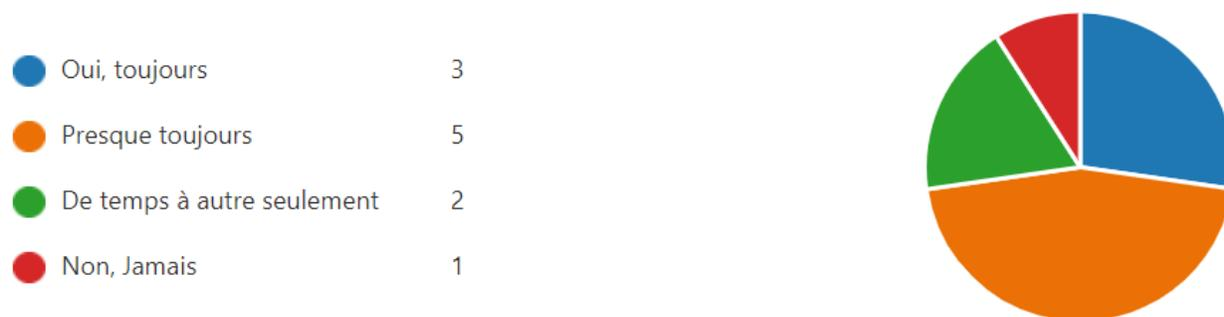 Oui, toujours 3
Presque toujours 5
De temps à autre seulement 2
Non, Jamais 1